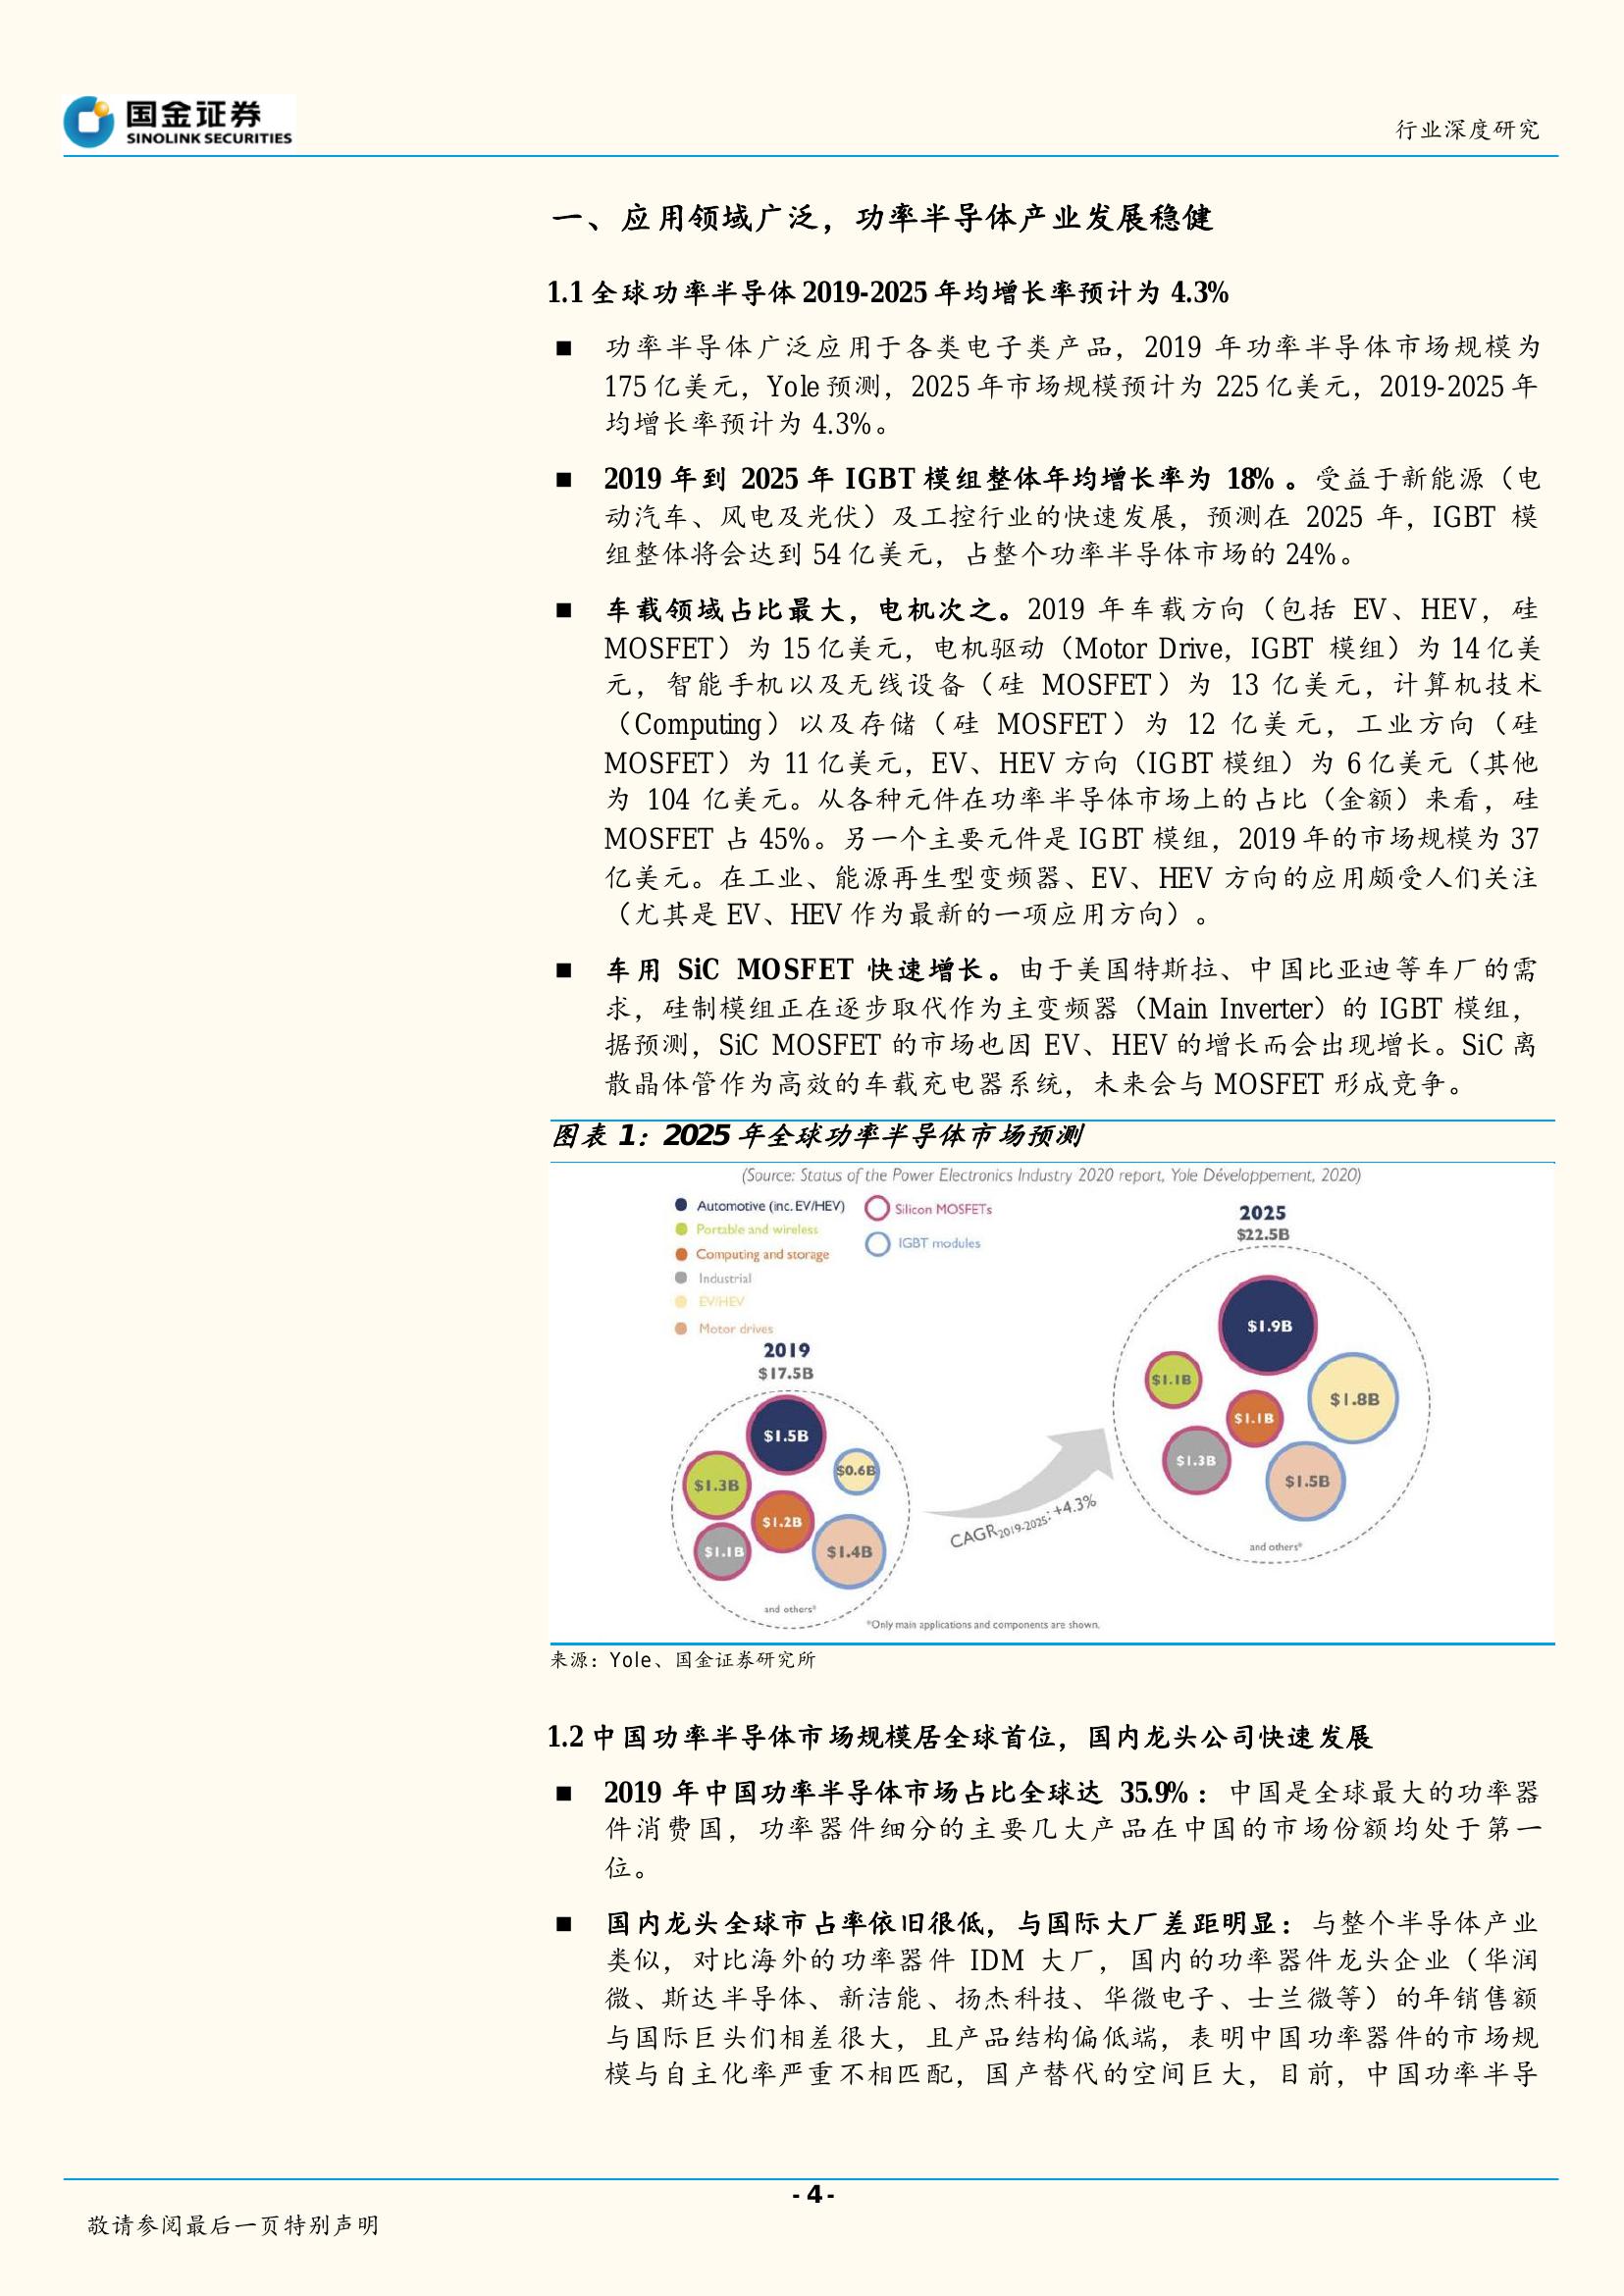 国金证券
SINOLINK SECURITIES
行业深度研究
一、应用领域广泛，功率半导体产业发展稳健
1.1 全球功率半导体 2019-2025 年均增长率预计为 4.3%
■ 功率半导体广泛应用于各类电子类产品，2019 年功率半导体市场规模为
175 亿美元，Yole 预测，2025 年市场规模预计为 225 亿美元，2019-2025 年
均增长率预计为 4.3%。
■ 2019 年到 2025 年 IGBT 模组整体年均增长率为 18%。受益于新能源（电
动汽车、风电及光伏）及工控行业的快速发展，预测在 2025 年，IGBT 模
组整体将会达到 54 亿美元，占整个功率半导体市场的 24%。
■ 车载领域占比最大，电机次之。2019 年车载方向（包括 EV、HEV，硅
MOSFET）为 15 亿美元，电机驱动（Motor Drive，IGBT 模组）为 14 亿美
元，智能手机以及无线设备（硅 MOSFET）为 13 亿美元，计算机技术
（Computing）以及存储（硅 MOSFET）为 12 亿美元，工业方向（硅
MOSFET）为 11 亿美元，EV、HEV 方向（IGBT 模组）为 6 亿美元（其他
为 104 亿美元。从各种元件在功率半导体市场上的占比（金额）来看，硅
MOSFET 占 45%。另一个主要元件是 IGBT 模组，2019 年的市场规模为 37
亿美元。在工业、能源再生型变频器、EV、HEV 方向的应用颇受人们关注
（尤其是 EV、HEV 作为最新的一项应用方向）。
■ 车用 SiC MOSFET 快速增长。由于美国特斯拉、中国比亚迪等车厂的需
求，硅制模组正在逐步取代作为主变频器（Main Inverter）的 IGBT 模组，
据预测，SiC MOSFET 的市场也因 EV、HEV 的增长而会出现增长。SiC 离
散晶体管作为高效的车载充电器系统，未来会与 MOSFET 形成竞争。
图表 1：2025 年全球功率半导体市场预测
(Source: Status of the Power Electronics Industry 2020 report, Yole Développement, 2020)
Automotive (inc. EV/HEV)
Portable and wireless
Computing and storage
Industrial
EV/HEV
Motor drives
Silicon MOSFETs
IGBT modules
2019
$17.5B
$1.5B
$1.3B
$0.6B
$1.2B
$1.1B
$1.4B
and others*
CAGR2019-2025: +4.3%
2025
$22.5B
$1.9B
$1.1B
$1.8B
$1.1B
$1.3B
$1.5B
and others*
*Only main applications and components are shown.
来源：Yole、国金证券研究所
1.2 中国功率半导体市场规模居全球首位，国内龙头公司快速发展
■ 2019 年中国功率半导体市场占比全球达 35.9%：中国是全球最大的功率器
件消费国，功率器件细分的主要几大产品在中国的市场份额均处于第一
位。
■ 国内龙头全球市占率依旧很低，与国际大厂差距明显：与整个半导体产业
类似，对比海外的功率器件 IDM 大厂，国内的功率器件龙头企业（华润
微、斯达半导体、新洁能、扬杰科技、华微电子、士兰微等）的年销售额
与国际巨头们相差很大，且产品结构偏低端，表明中国功率器件的市场规
模与自主化率严重不相匹配，国产替代的空间巨大，目前，中国功率半导
- 4 -
敬请参阅最后一页特别声明